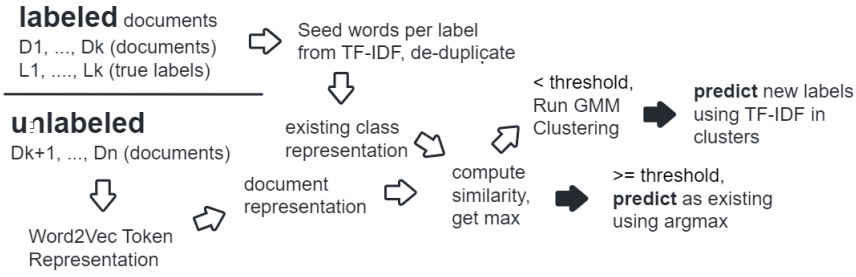 labeled documents
D1, ..., Dk (documents)
L1, ...., Lk (true labels)
Seed words per label
from TF-IDF, de-duplicate
unlabeled
Dk+1, ..., Dn (documents)
Word2Vec Token
Representation
existing class
representation
document
representation
compute
similarity,
get max
< threshold,
Run GMM
Clustering
predict new labels
using TF-IDF in
clusters
>= threshold,
predict as existing
using argmax